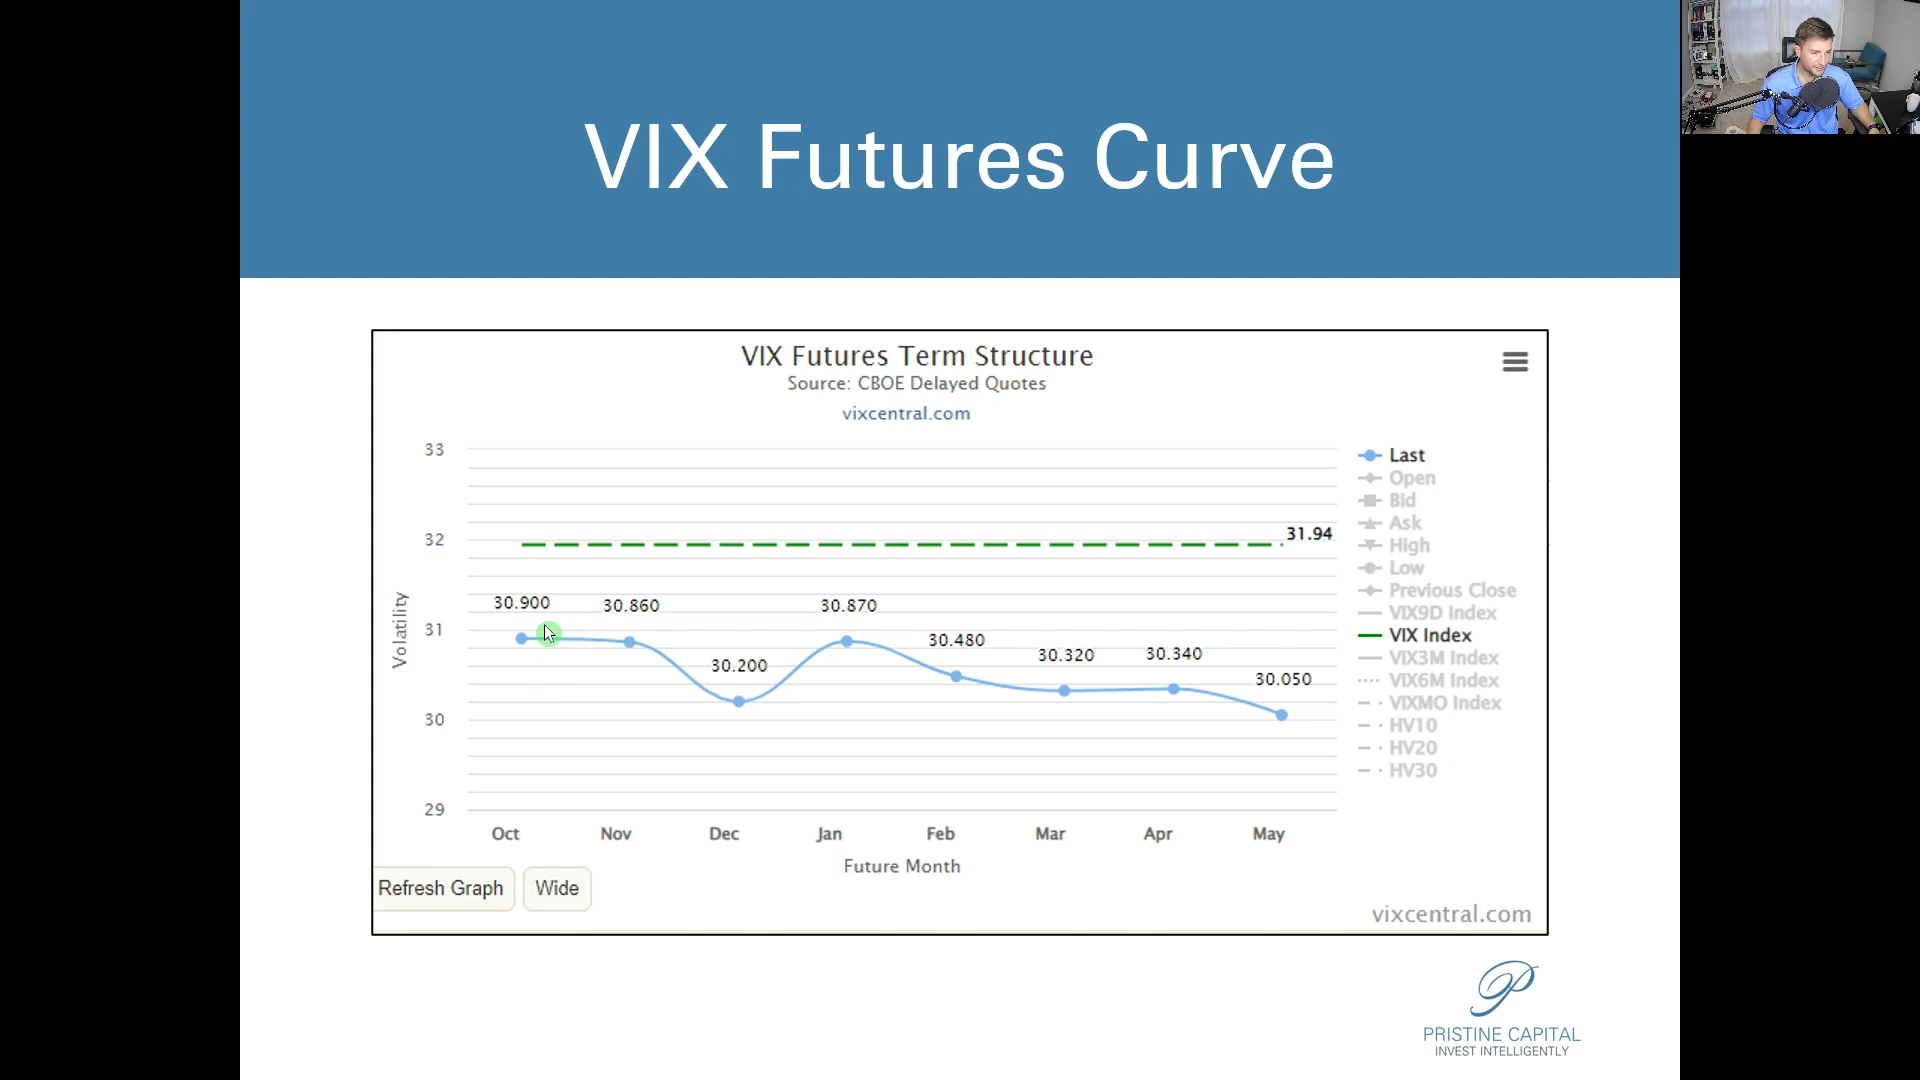 VIX Futures Curve
VIX Futures Term Structure
Source: CBOE Delayed Quotes
vixcentral.com
33
32
31
30
29
Volatility
31.94
30.900
30.860
30.200
30.870
30.480
30.320
30.340
30.050
Oct
Nov
Dec
Jan
Feb
Mar
Apr
May
Future Month
Last
Open
Bid
Ask
High
Low
Previous Close
VIX9D Index
VIX Index
VIX3M Index
VIX6M Index
VIXMO Index
HV10
HV20
HV30
Refresh Graph
Wide
vixcentral.com
P
PRISTINE CAPITAL
INVEST INTELLIGENTLY